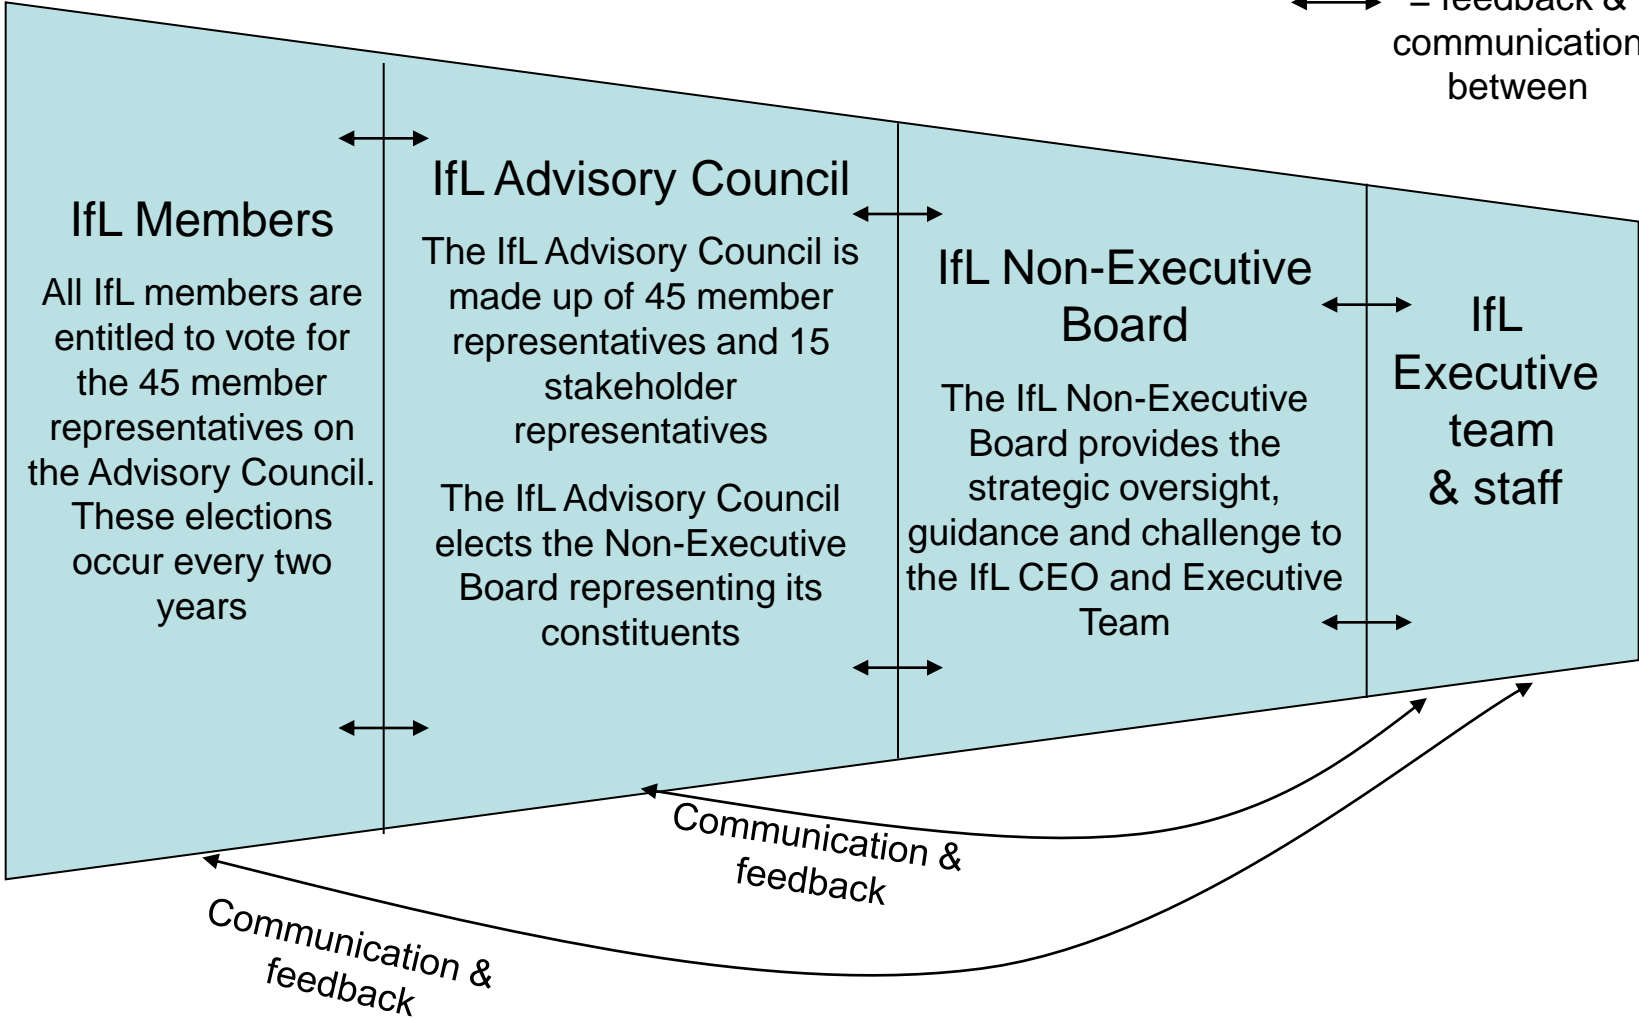 = feedback &
communication
between
IfL Members
All IfL members are
entitled to vote for
the 45 member
representatives on
the Advisory Council.
These elections
occur every two
years
IfL Advisory Council
The IfL Advisory Council is
made up of 45 member
representatives and 15
stakeholder
representatives
The IfL Advisory Council
elects the Non-Executive
Board representing its
constituents
IfL Non-Executive
Board
The IfL Non-Executive
Board provides the
strategic oversight,
guidance and challenge to
the IfL CEO and Executive
Team
IfL
Executive
team
& staff
Communication &
feedback
Communication &
feedback